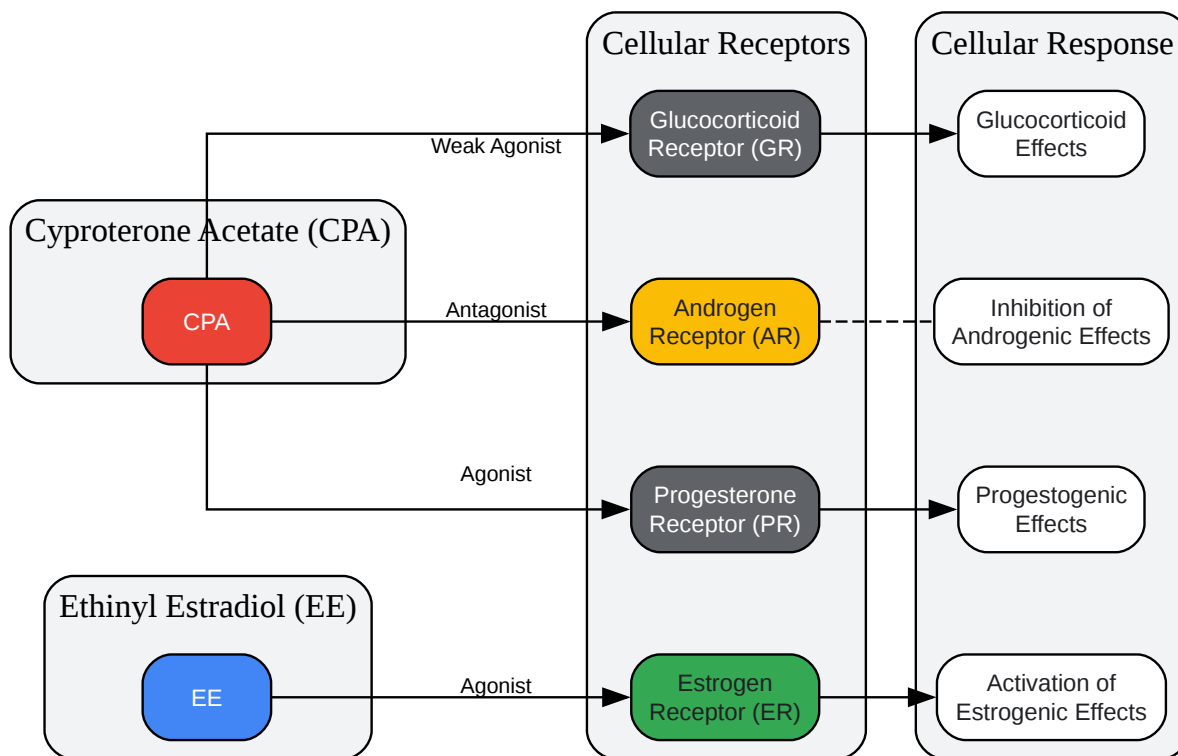 Cellular Receptors
Cellular Response
Glucocorticoid
Receptor (GR)
Glucocorticoid
Effects
Weak Agonist
Cyproterone Acetate (CPA)
CPA
Antagonist
Androgen
Receptor (AR)
Inhibition of
Androgenic Effects
Agonist
Progesterone
Receptor (PR)
Progestogenic
Effects
Ethinyl Estradiol (EE)
EE
Agonist
Estrogen
Receptor (ER)
Activation of
Estrogenic Effects